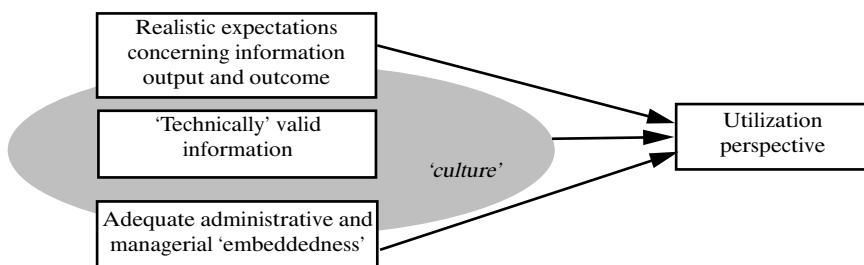 Realistic expectations
concerning information
output and outcome
‘Technically’ valid
information
‘culture’
Adequate administrative and
managerial ‘embeddedness’
Utilization
perspective